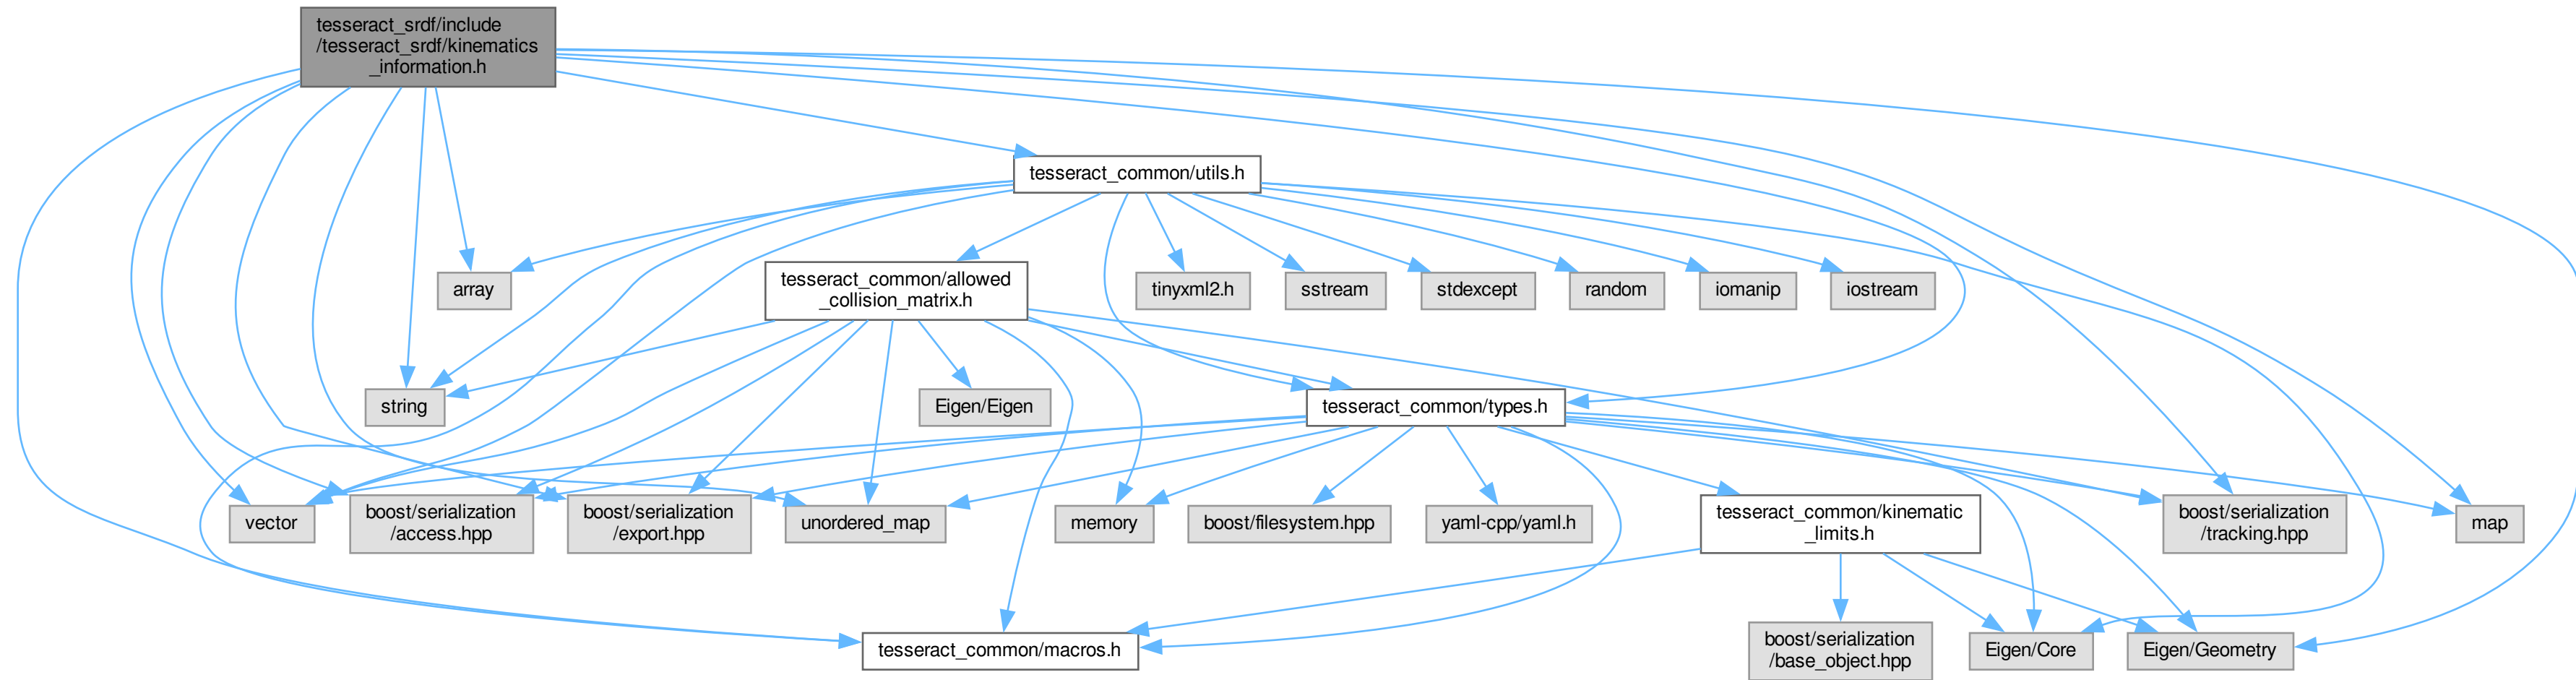 tesseract_srdf/include
/tesseract_srdf/kinematics
_information.h
tesseract_common/utils.h
array
tesseract_common/allowed
_collision_matrix.h
tinyxml2.h
sstream
stdexcept
random
iomanip
iostream
string
Eigen/Eigen
tesseract_common/types.h
vector
boost/serialization
/access.hpp
boost/serialization
/export.hpp
unordered_map
memory
boost/filesystem.hpp
yaml-cpp/yaml.h
tesseract_common/kinematic
_limits.h
boost/serialization
/tracking.hpp
map
tesseract_common/macros.h
boost/serialization
/base_object.hpp
Eigen/Core
Eigen/Geometry